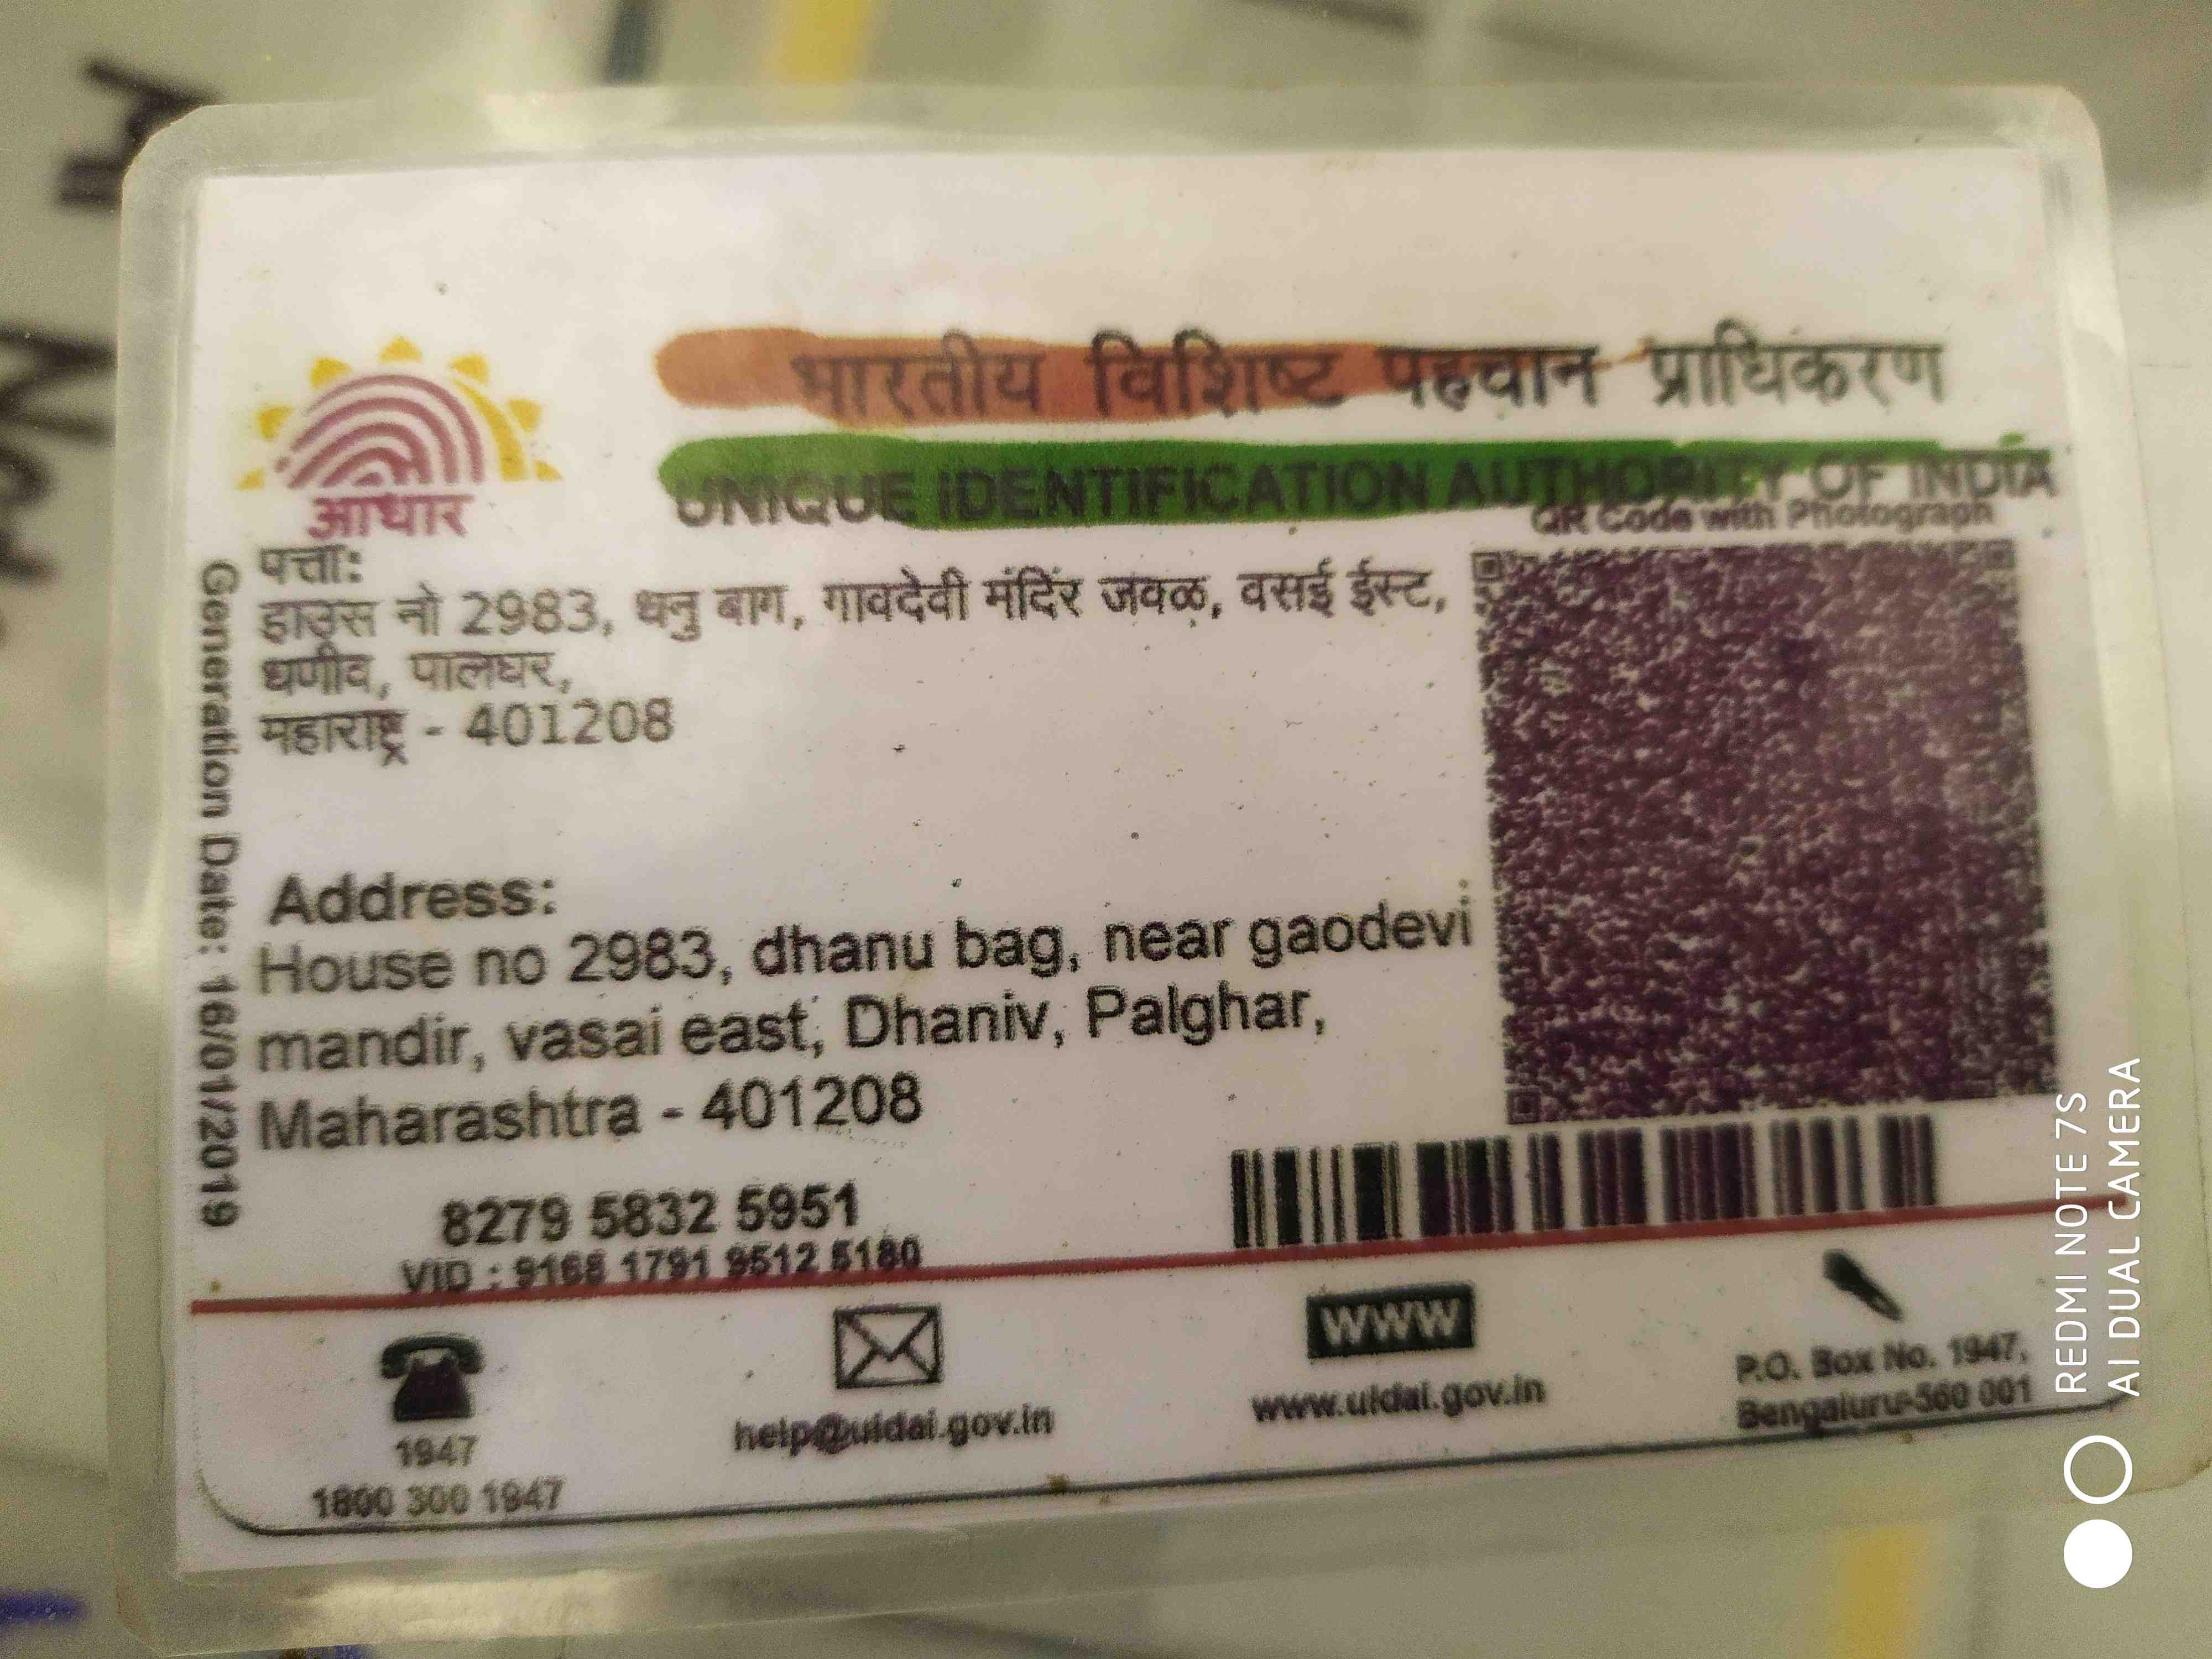 भारतीय विशिष्ट पहचान प्राधिकरण
UNIQUE IDENTIFICATION AUTHORITY OF INDIA
QR Code with Photograph
आधार
पत्ता:
हाउस नो 2983, धनु बाग, गावदेवी मंदिर जवळ, वसई ईस्ट,
धणीव, पालघर,
महाराष्ट्र - 401208
Generation Date: 16/01/2019
Address:
House no 2983, dhanu bag, near gaodevi
mandir, vasai east, Dhaniv, Palghar,
Maharashtra - 401208
8279 5832 5951
VID : 9168 1791 9512 5180
1947
1800 300 1947
help@uidai.gov.in
www
www.uidai.gov.in
P.O. Box No. 1947,
Bengaluru-560 001
REDMI NOTE 7S
AI DUAL CAMERA